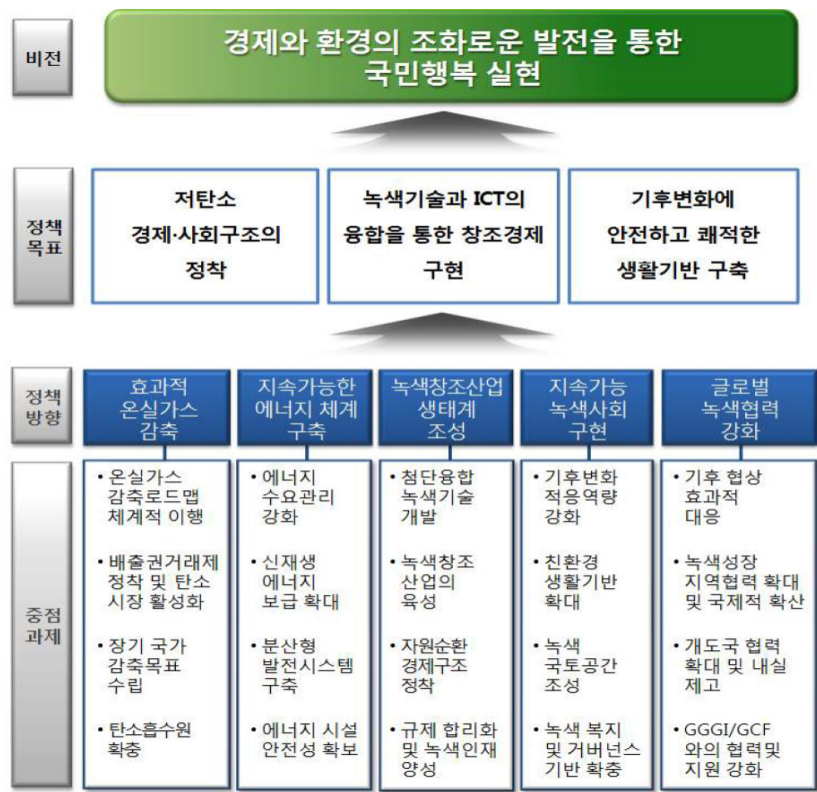 비전
경제와 환경의 조화로운 발전을 통한
국민행복 실현
정책
목표
저탄소
경제·사회구조의
정착
녹색기술과 ICT의
융합을 통한 창조경제
구현
기후변화에
안전하고 쾌적한
생활기반 구축
정책
방향
효과적
온실가스
감축
지속가능한
에너지 체계
구축
녹색창조산업
생태계
조성
지속가능
녹색사회
구현
글로벌
녹색협력
강화
중점
과제
• 온실가스
감축로드맵
체계적 이행
• 배출권거래제
정착 및 탄소
시장 활성화
• 장기 국가
감축목표
수립
• 탄소흡수원
확충
• 에너지
수요관리
강화
• 신재생
에너지
보급 확대
• 분산형
발전시스템
구축
• 에너지 시설
안전성 확보
• 첨단융합
녹색기술
개발
• 녹색창조
산업의
육성
• 자원순환
경제구조
정착
• 규제 합리화
및 녹색인재
양성
• 기후변화
적응역량
강화
• 친환경
생활기반
확대
• 녹색
국토공간
조성
• 녹색 복지
및 거버넌스
기반 확충
• 기후 협상
효과적
대응
• 녹색성장
지역협력 확대
및 국제적 확산
• 개도국 협력
확대 및 내실
제고
• GGGI/GCF
와의 협력및
지원 강화